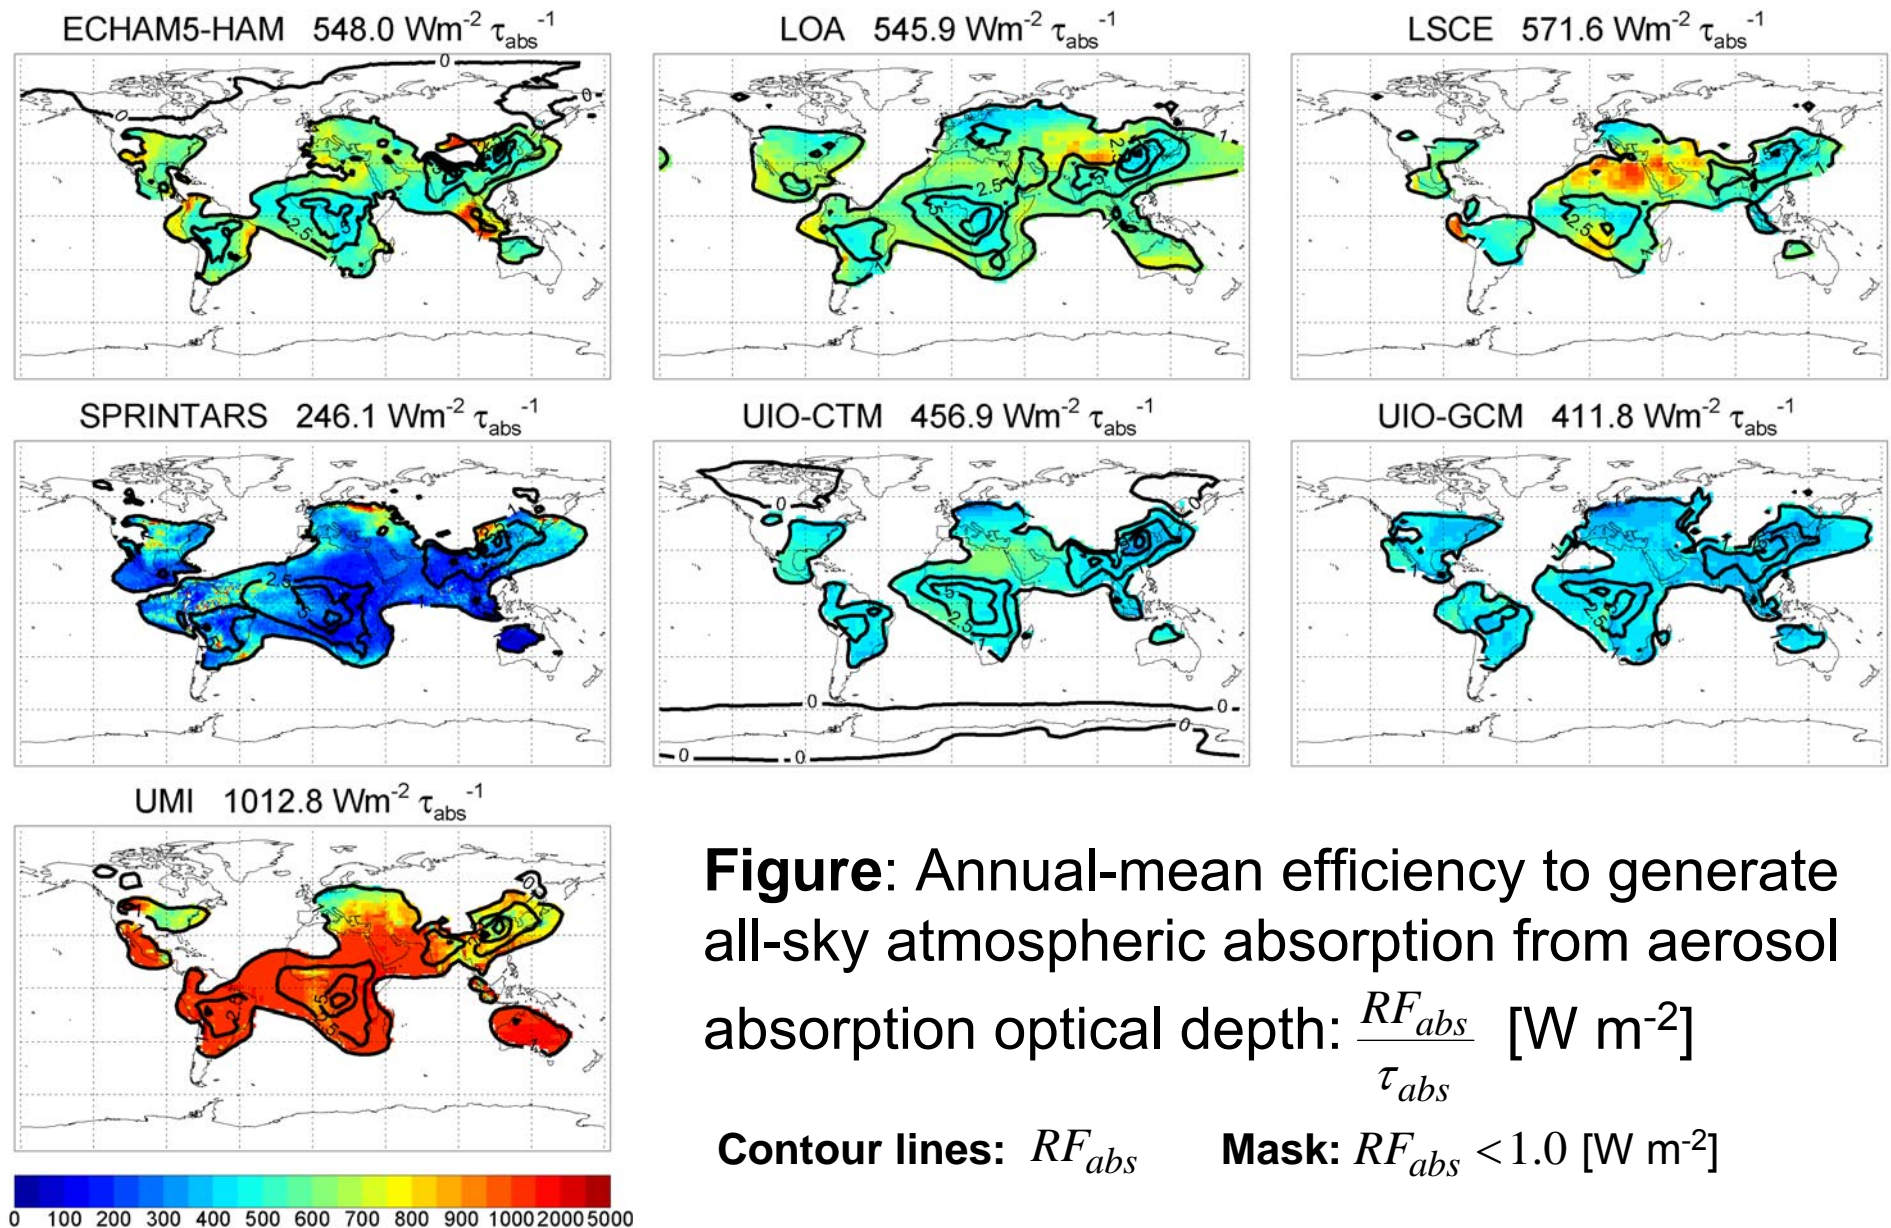 ECHAM5-HAM 548.0 Wm⁻² τabs⁻¹
LOA 545.9 Wm⁻² τabs⁻¹
LSCE 571.6 Wm⁻² τabs⁻¹
SPRINTARS 246.1 Wm⁻² τabs⁻¹
UIO-CTM 456.9 Wm⁻² τabs⁻¹
UIO-GCM 411.8 Wm⁻² τabs⁻¹
UMI 1012.8 Wm⁻² τabs⁻¹
Figure: Annual-mean efficiency to generate
all-sky atmospheric absorption from aerosol
absorption optical depth: RFabs/τabs [W m⁻²]
Contour lines: RFabs Mask: RFabs < 1.0 [W m⁻²]
0 100 200 300 400 500 600 700 800 900 1000 2000 5000